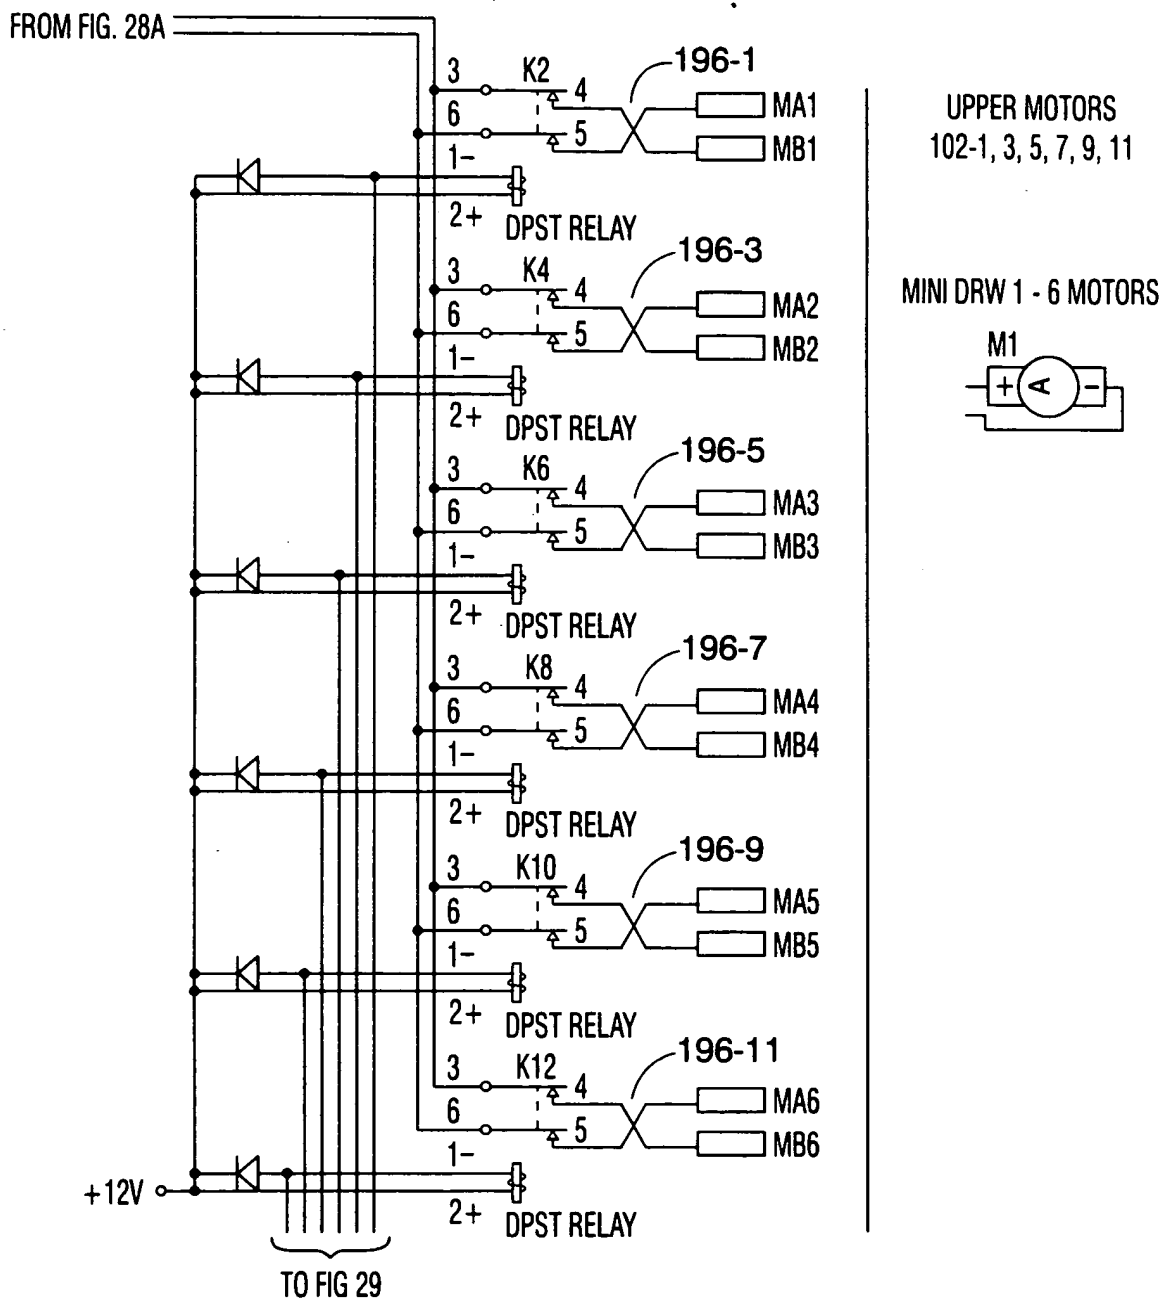 FROM FIG. 28A
3 K2 4 196-1
MA1
6 5
MB1
1-
2+ DPST RELAY
3 K4 4 196-3
MA2
6 5
MB2
1-
2+ DPST RELAY
3 K6 4 196-5
MA3
6 5
MB3
1-
2+ DPST RELAY
3 K8 4 196-7
MA4
6 5
MB4
1-
2+ DPST RELAY
3 K10 4 196-9
MA5
6 5
MB5
1-
2+ DPST RELAY
3 K12 4 196-11
MA6
6 5
MB6
1-
+12V
2+ DPST RELAY
TO FIG 29
UPPER MOTORS
102-1, 3, 5, 7, 9, 11
MINI DRW 1 - 6 MOTORS
M1
+ A -